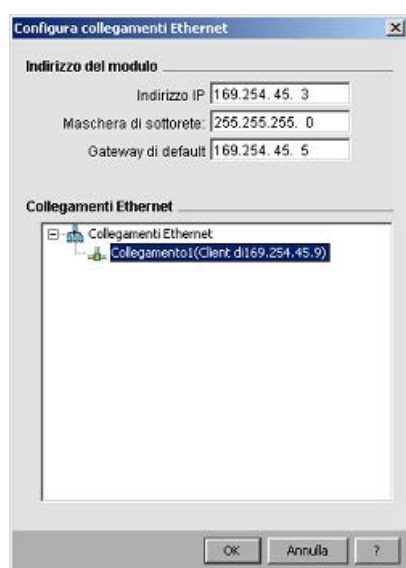 Configura collegamenti Ethernet
Indirizzo del modulo
Indirizzo IP 169.254. 45. 3
Maschera di sottorete: 255.255.255. 0
Gateway di default 169.254. 45. 5
Collegamenti Ethernet
Collegamenti Ethernet
Collegamento1(Client di169.254.45.9)
OK Annulla ?